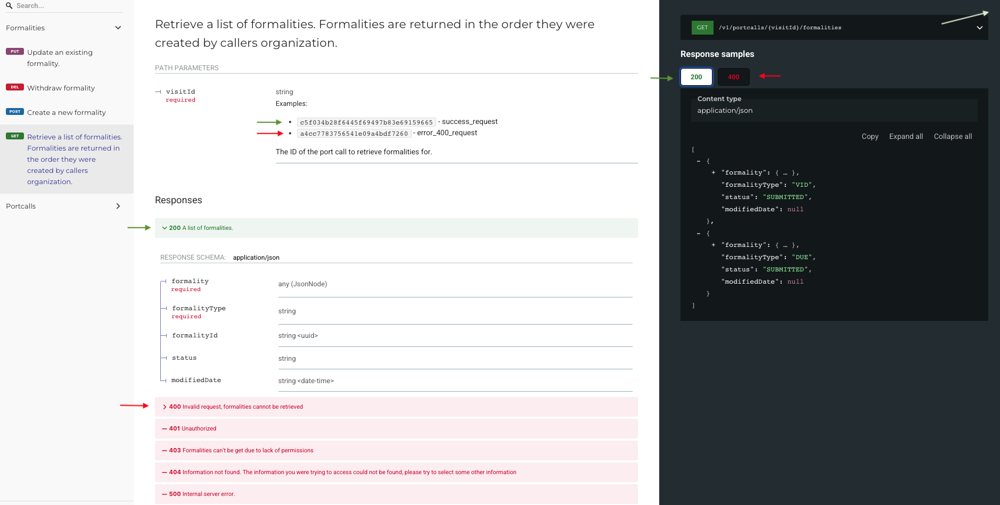 Search...
Formalities
PUT Update an existing
formality.
DEL Withdraw formality
POST Create a new formality
GET Retrieve a list of formalities.
Formalities are returned in
the order they were
created by callers
organization.
Portcalls
Retrieve a list of formalities. Formalities are returned in the order they were
created by callers organization.
PATH PARAMETERS
visitId
required
string
Examples:
• c5f034b28f6445f69497b83e69159665 - success_request
• a4cc7783756541e09a4bdf7260 - error_400_request
The ID of the port call to retrieve formalities for.
Responses
200 A list of formalities.
RESPONSE SCHEMA: application/json
formality
required
any (JsonNode)
formalityType
required
string
formalityId string <uuid>
status string
modifiedDate string <date-time>
400 Invalid request, formalities cannot be retrieved
— 401 Unauthorized
— 403 Formalities can't be get due to lack of permissions
— 404 Information not found. The information you were trying to access could not be found, please try to select some other information
— 500 Internal server error.
GET /v1/portcalls/{visitId}/formalities
Response samples
200 400
Content type
application/json
Copy Expand all Collapse all
[
- {
+ "formality": { … },
"formalityType": "VID",
"status": "SUBMITTED",
"modifiedDate": null
},
- {
+ "formality": { … },
"formalityType": "DUE",
"status": "SUBMITTED",
"modifiedDate": null
}
]